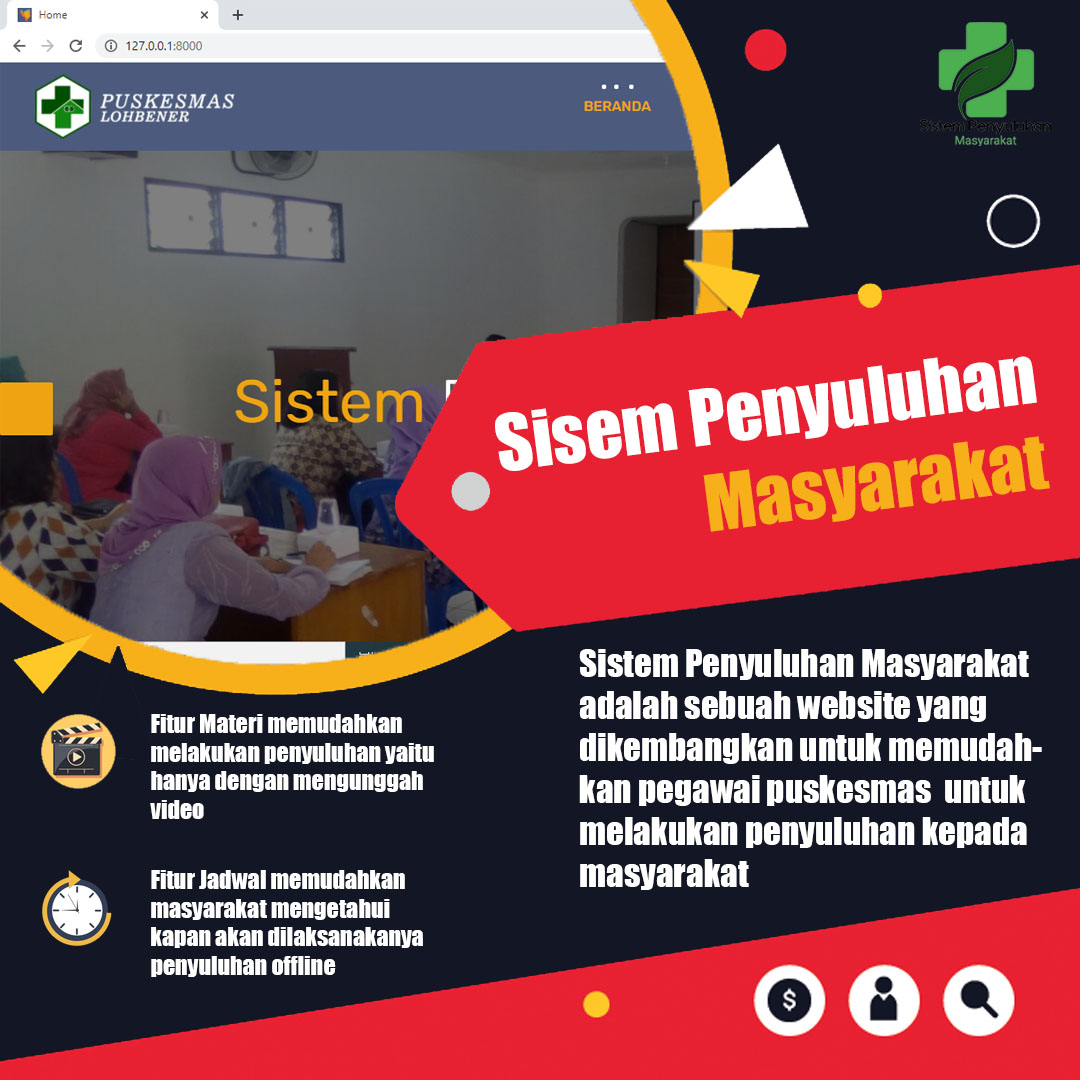 Home
127.0.0.1:8000
PUSKESMAS
LOHBENER
BERANDA
Sistem Penyuluhan
Masyarakat
Sistem
Sisem Penyuluhan
Masyarakat
Sistem Penyuluhan Masyarakat
adalah sebuah website yang
dikembangkan untuk memudah-
kan pegawai puskesmas untuk
melakukan penyuluhan kepada
masyarakat
Fitur Materi memudahkan
melakukan penyuluhan yaitu
hanya dengan mengunggah
video
Fitur Jadwal memudahkan
masyarakat mengetahui
kapan akan dilaksanakanya
penyuluhan offline
$